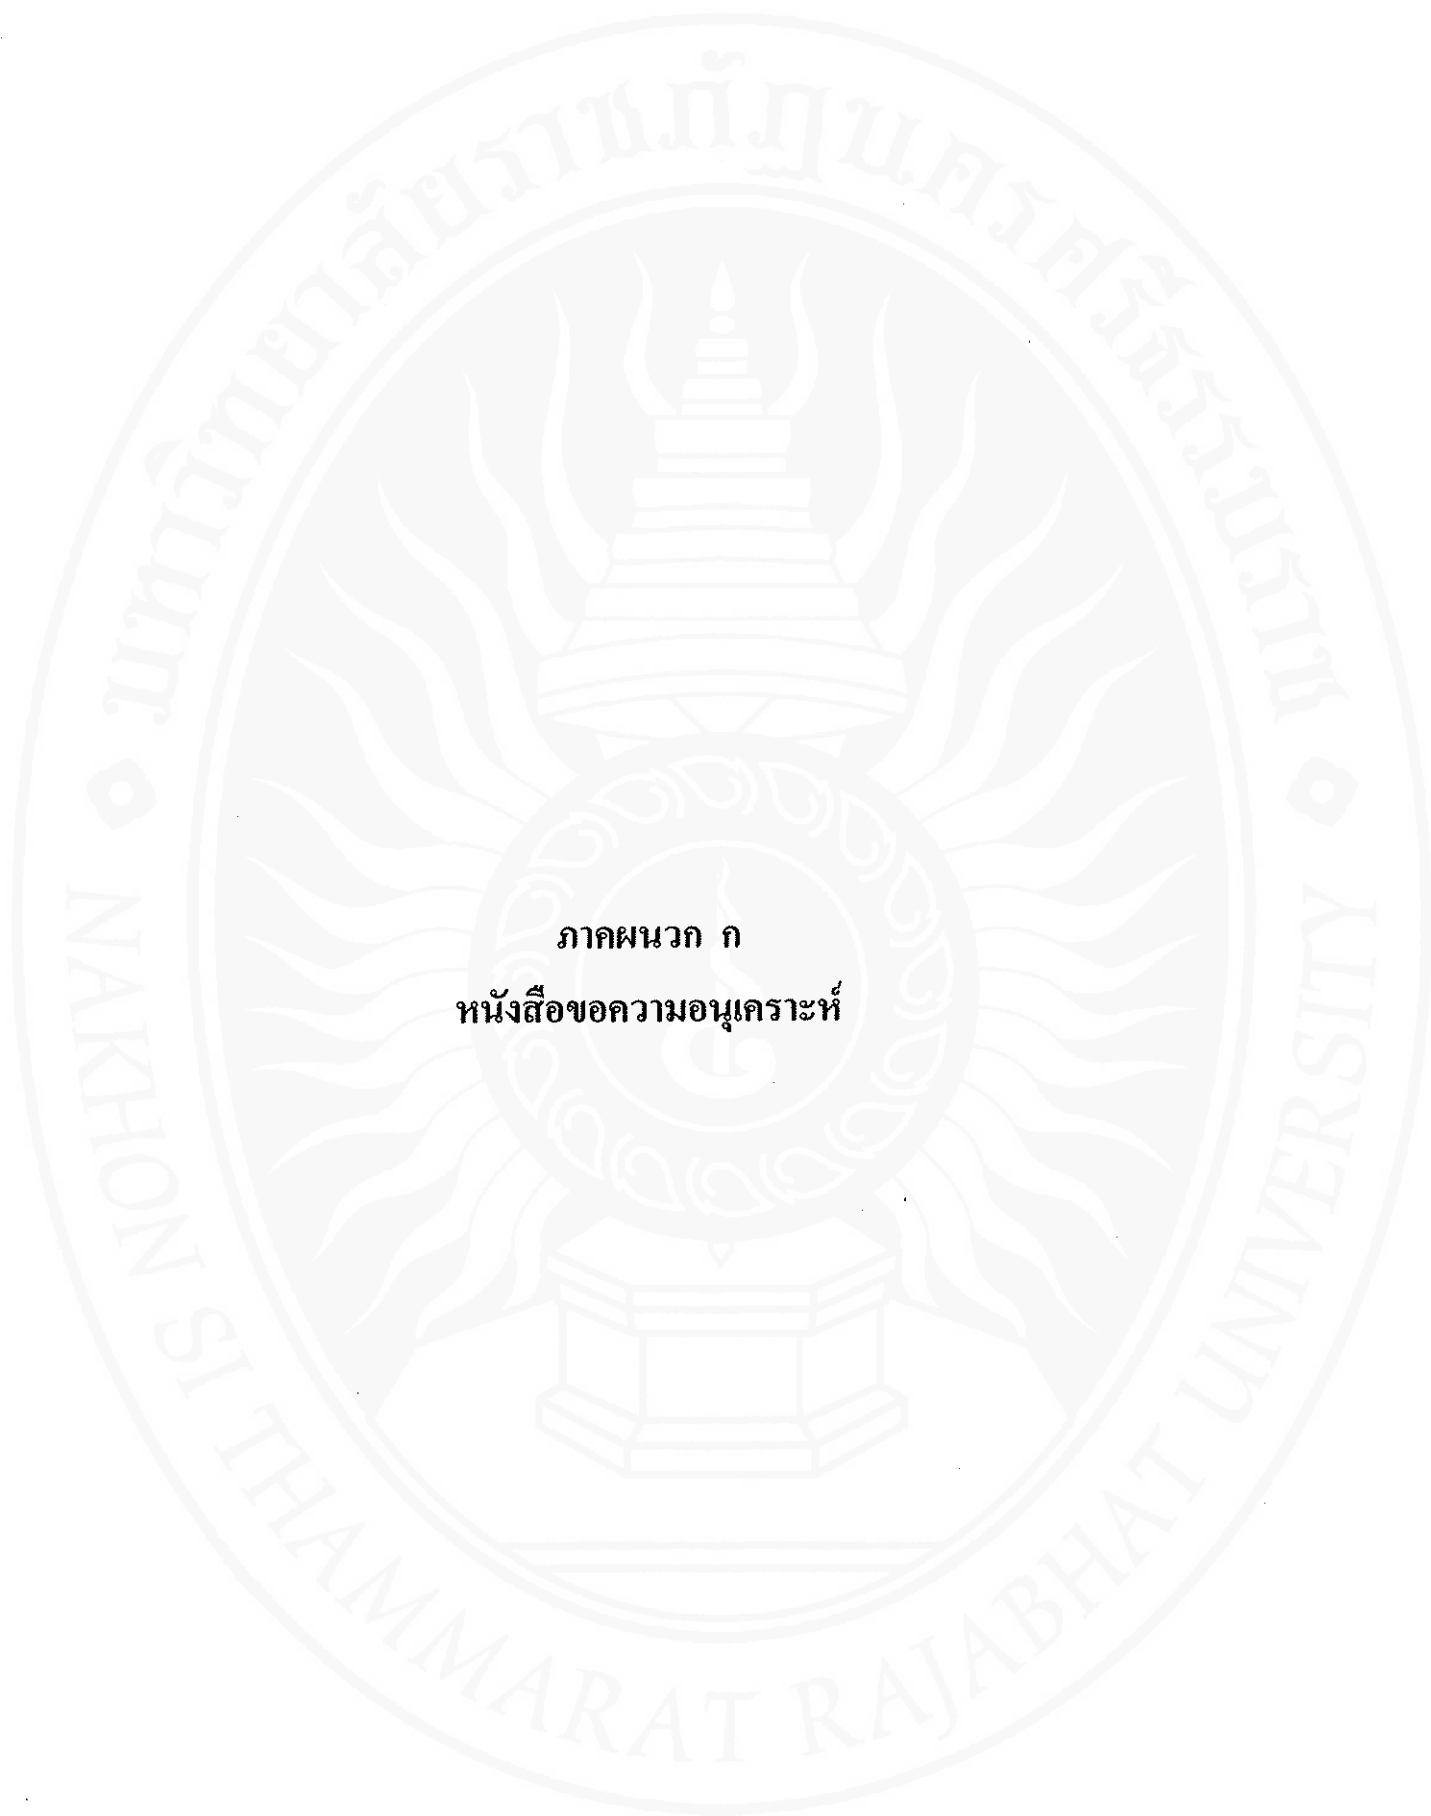 มหาวิทยาลัยราชภัฏนครศรีธรรมราช
ภาคผนวก ก
หนังสือขอความอนุเคราะห์
NAKHON SI THAMMARAT RAJABHAT UNIVERSITY